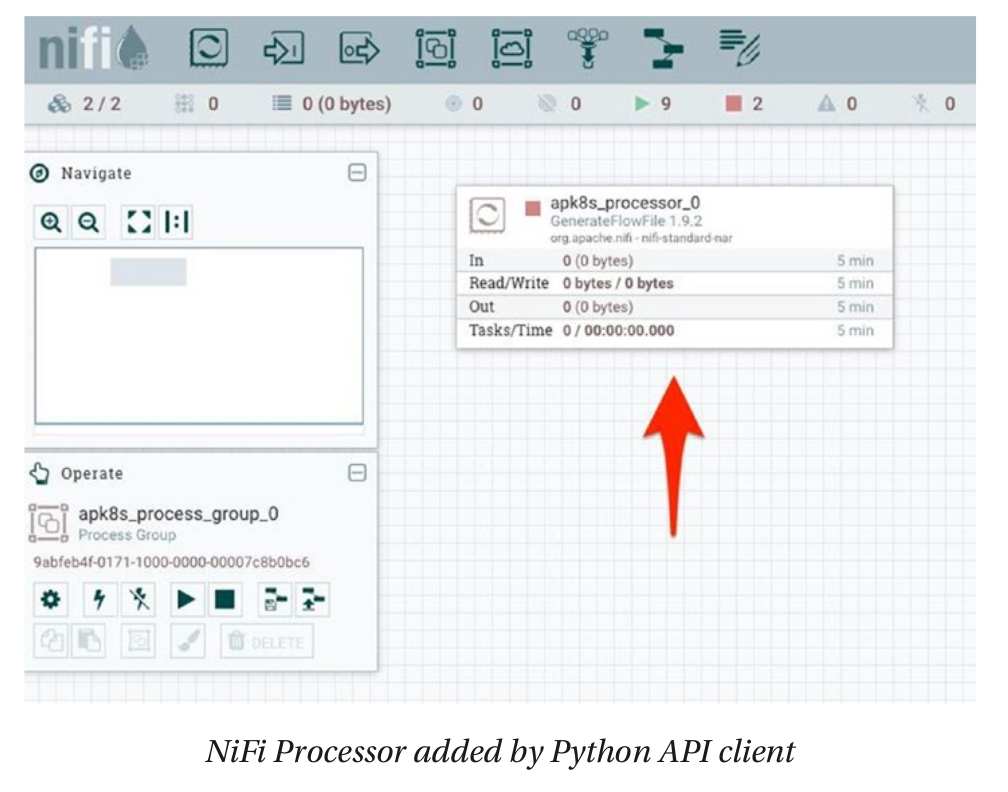 nifi
2 / 2 0 0 (0 bytes) 0 0 9 2 0 0
Navigate
apk8s_processor_0
GenerateFlowFile 1.9.2
org.apache.nifi - nifi-standard-nar
In 0 (0 bytes) 5 min
Read/Write 0 bytes / 0 bytes 5 min
Out 0 (0 bytes) 5 min
Tasks/Time 0 / 00:00:00.000 5 min
Operate
apk8s_process_group_0
Process Group
9abfeb4f-0171-1000-0000-00007c8b0bc6
DELETE
NiFi Processor added by Python API client